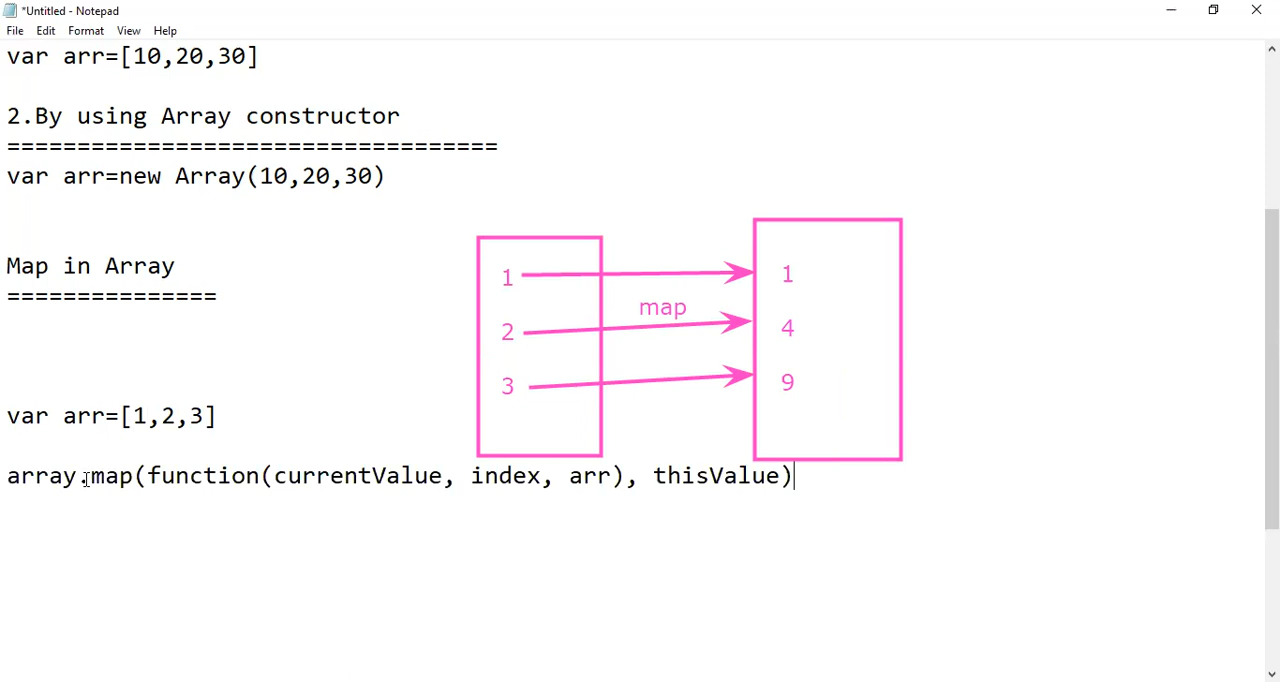 *Untitled - Notepad
File Edit Format View Help
var arr=[10,20,30]
2.By using Array constructor
===================================
var arr=new Array(10,20,30)
Map in Array
===============
1 1
map
2 4
3 9
var arr=[1,2,3]
array.map(function(currentValue, index, arr), thisValue)